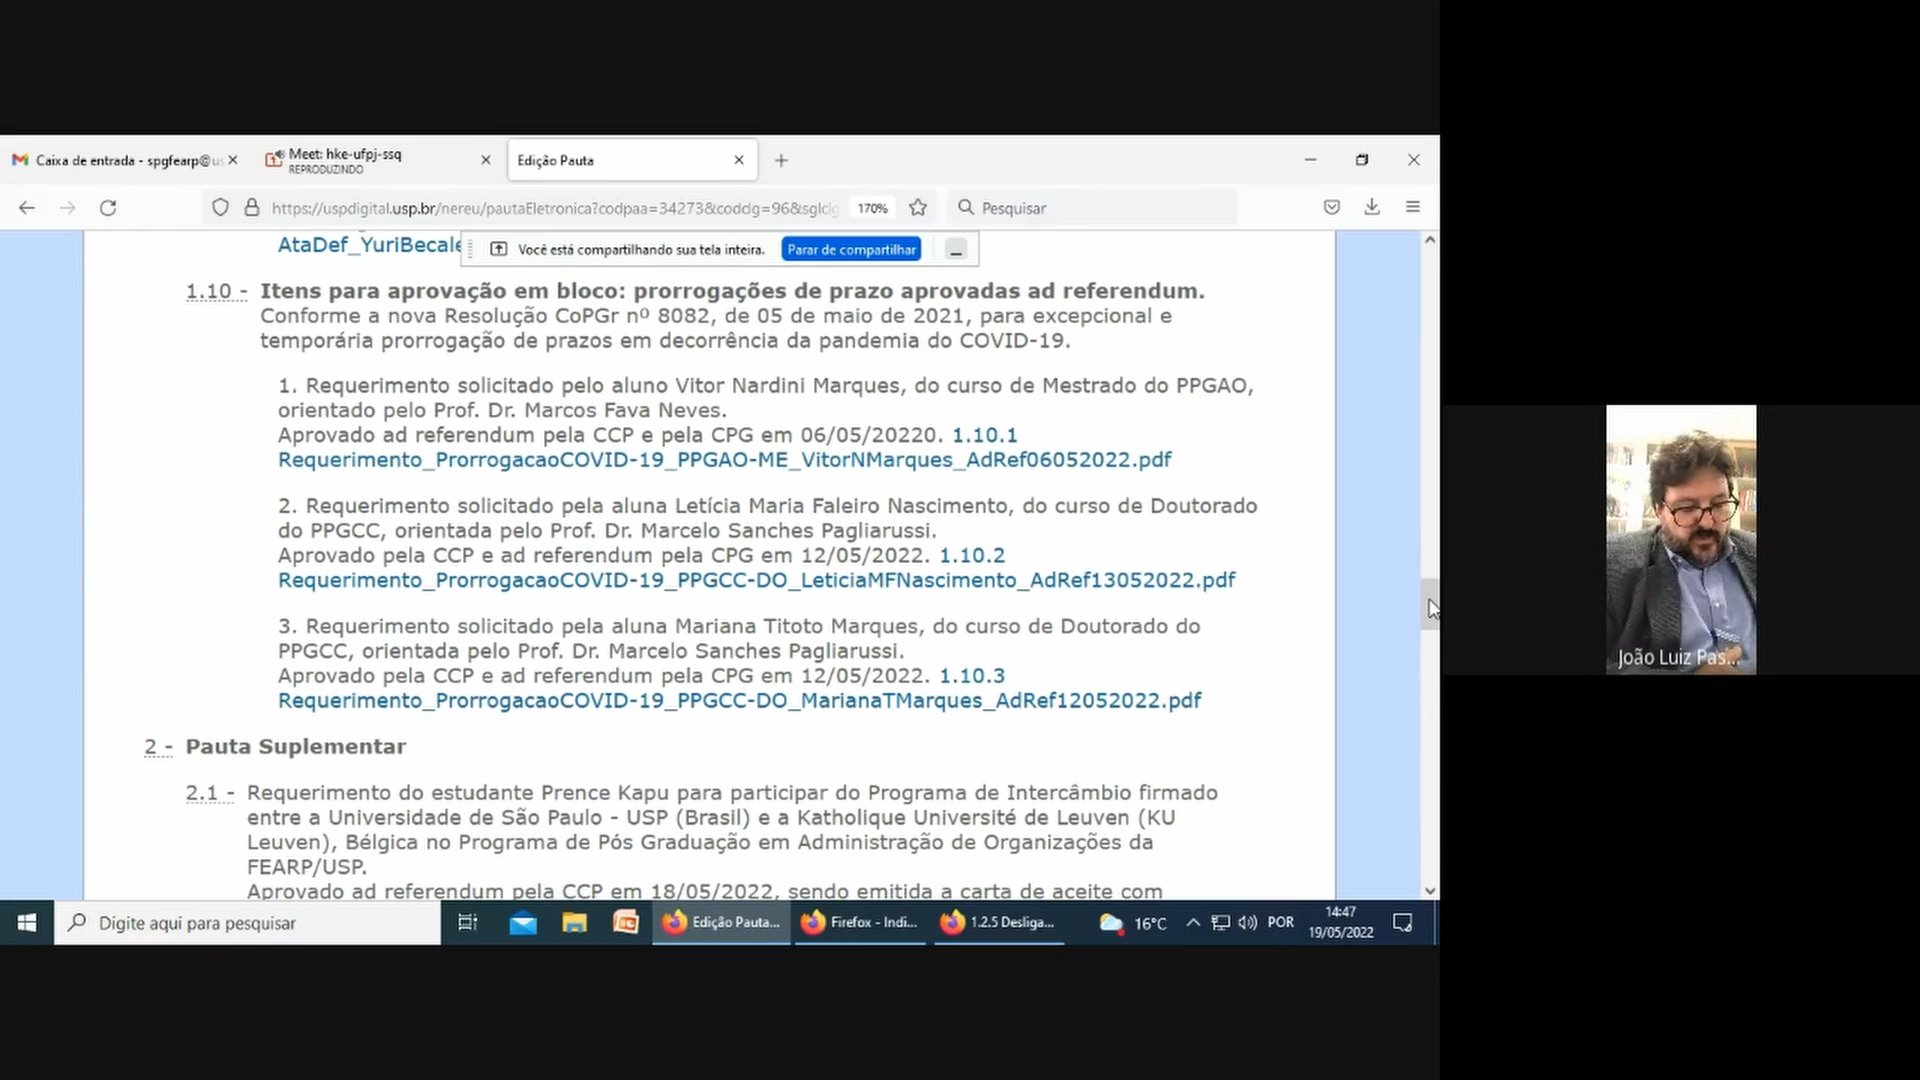 Caixa de entrada - spgfearp@us
Meet: hke-ufpj-ssq
REPRODUZINDO
Edição Pauta
https://uspdigital.usp.br/nereu/pautaEletronica?codpaa=34273&codclg=96&sglclg
170%
Pesquisar
AtaDef_YuriBecale
Você está compartilhando sua tela inteira.
Parar de compartilhar
1.10 - Itens para aprovação em bloco: prorrogações de prazo aprovadas ad referendum.
Conforme a nova Resolução CoPGr nº 8082, de 05 de maio de 2021, para excepcional e
temporária prorrogação de prazos em decorrência da pandemia do COVID-19.
1. Requerimento solicitado pelo aluno Vitor Nardini Marques, do curso de Mestrado do PPGAO,
orientado pelo Prof. Dr. Marcos Fava Neves.
Aprovado ad referendum pela CCP e pela CPG em 06/05/20220. 1.10.1
Requerimento_ProrrogacaoCOVID-19_PPGAO-ME_VitorNMarques_AdRef06052022.pdf
2. Requerimento solicitado pela aluna Letícia Maria Faleiro Nascimento, do curso de Doutorado
do PPGCC, orientada pelo Prof. Dr. Marcelo Sanches Pagliarussi.
Aprovado pela CCP e ad referendum pela CPG em 12/05/2022. 1.10.2
Requerimento_ProrrogacaoCOVID-19_PPGCC-DO_LeticiaMFNascimento_AdRef13052022.pdf
3. Requerimento solicitado pela aluna Mariana Titoto Marques, do curso de Doutorado do
PPGCC, orientada pelo Prof. Dr. Marcelo Sanches Pagliarussi.
Aprovado pela CCP e ad referendum pela CPG em 12/05/2022. 1.10.3
Requerimento_ProrrogacaoCOVID-19_PPGCC-DO_MarianaTMarques_AdRef12052022.pdf
2 - Pauta Suplementar
2.1 - Requerimento do estudante Prence Kapu para participar do Programa de Intercâmbio firmado
entre a Universidade de São Paulo - USP (Brasil) e a Katholique Université de Leuven (KU
Leuven), Bélgica no Programa de Pós Graduação em Administração de Organizações da
FEARP/USP.
Aprovado ad referendum pela CCP em 18/05/2022, sendo emitida a carta de aceite com
João Luiz Pas...
Digite aqui para pesquisar
Edição Pauta...
Firefox - Indi...
1.2.5 Desliga...
16°C
POR
14:47
19/05/2022